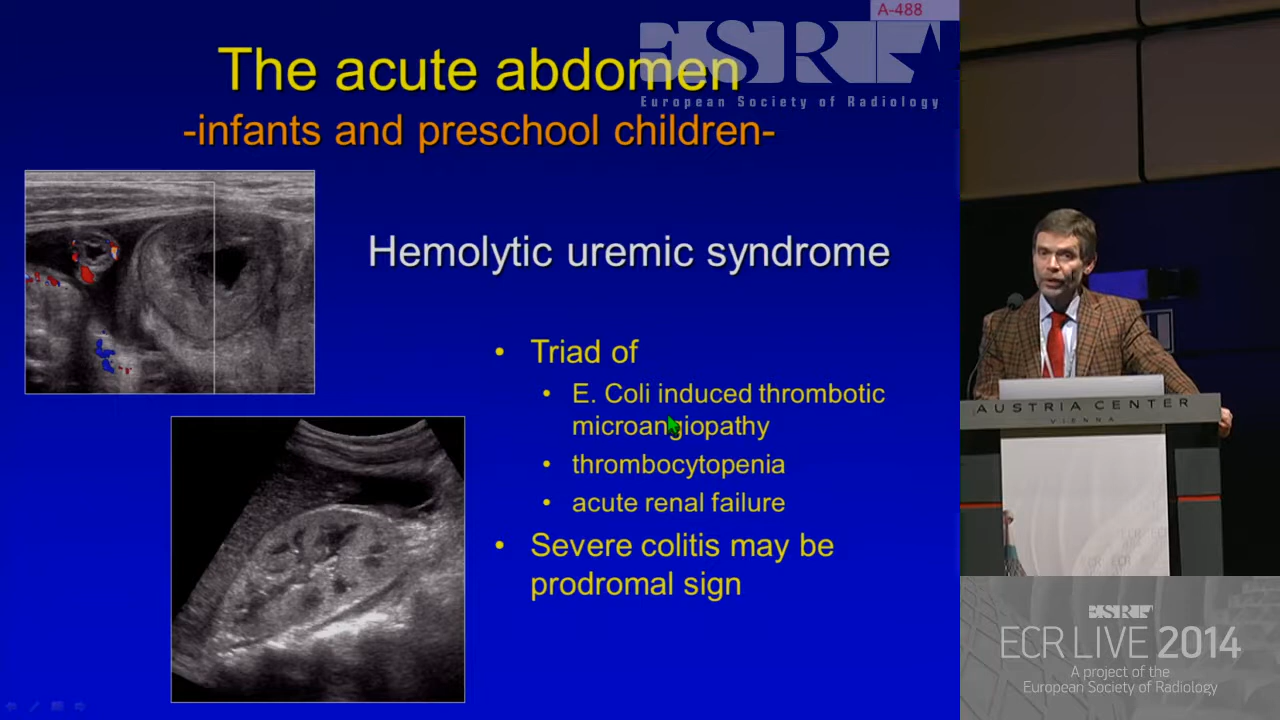 A-488
The acute abdomen
ESR
European Society of Radiology
-infants and preschool children-
Hemolytic uremic syndrome
• Triad of
• E. Coli induced thrombotic
microangiopathy
• thrombocytopenia
• acute renal failure
• Severe colitis may be
prodromal sign
AUSTRIA CENTER
VIENNA
ESR
ECR LIVE 2014
A project of the
European Society of Radiology